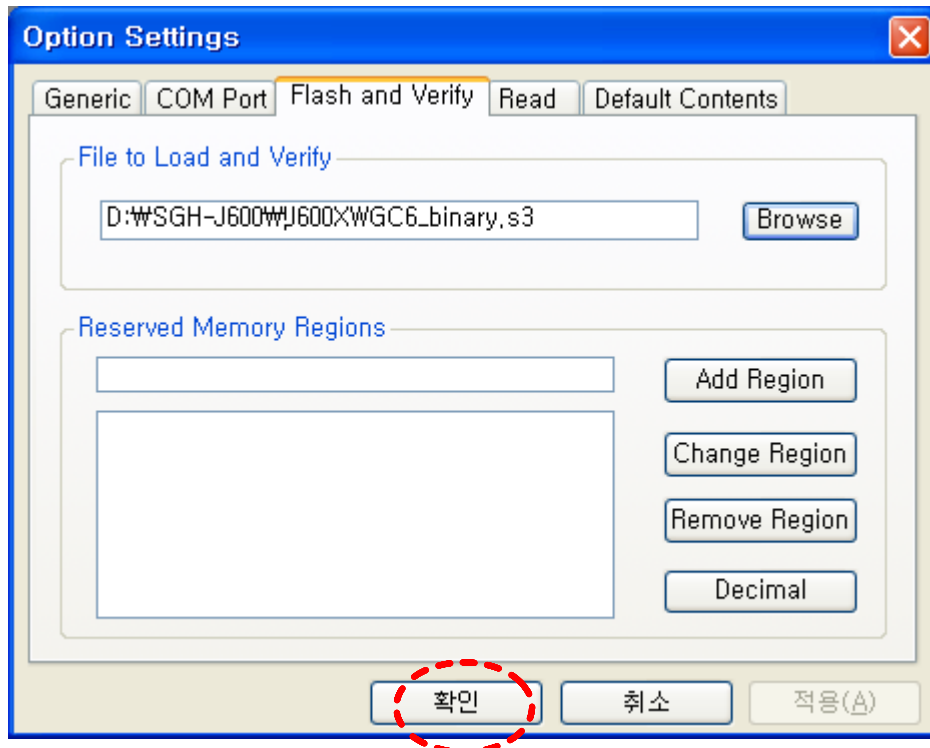 Option Settings
Generic COM Port Flash and Verify Read Default Contents
File to Load and Verify
D:₩SGH-J600₩J600XWGC6_binary.s3 Browse
Reserved Memory Regions
Add Region
Change Region
Remove Region
Decimal
확인 취소 적용(A)